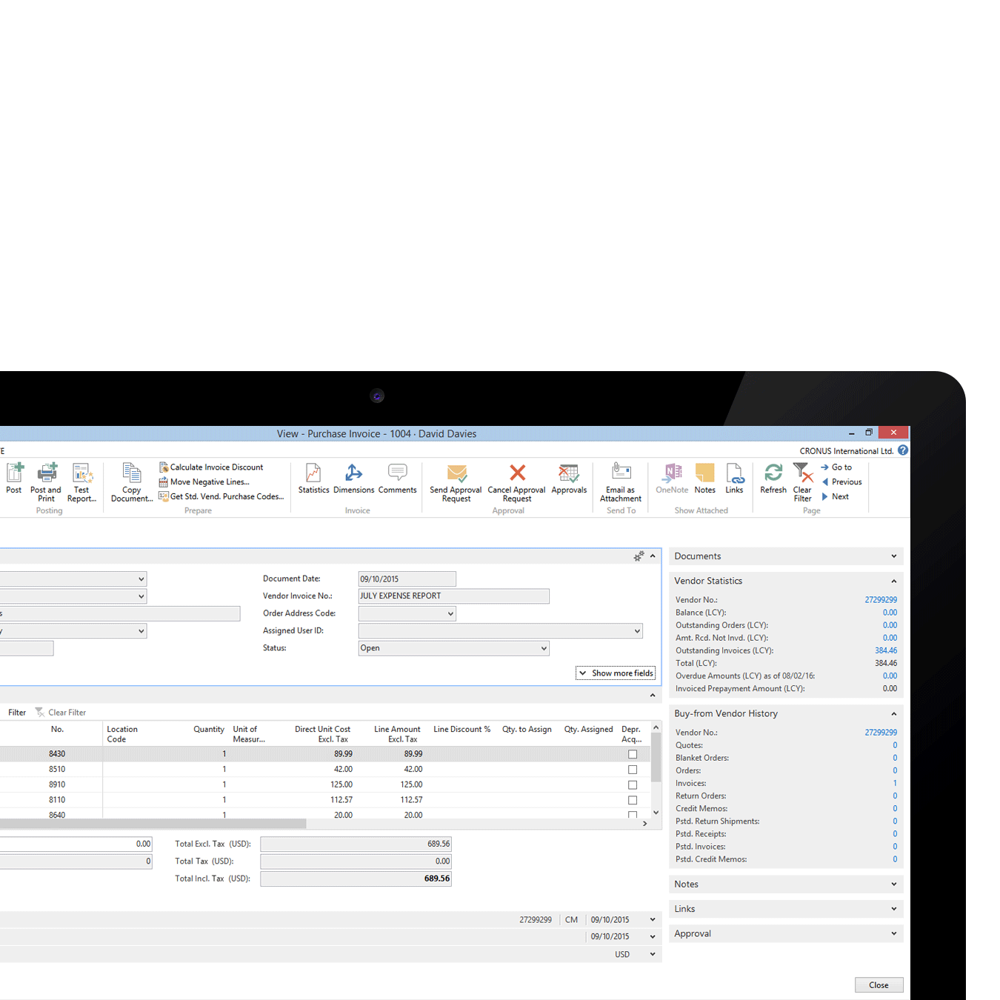 View - Purchase Invoice - 1004 · David Davies
CRONUS International Ltd.
Post
Post and Print
Test Report...
Posting
Copy Document...
Calculate Invoice Discount
Move Negative Lines...
Get Std. Vend. Purchase Codes...
Prepare
Statistics
Dimensions
Comments
Invoice
Send Approval Request
Cancel Approval Request
Approvals
Approval
Email as Attachment
Send To
OneNote
Notes
Links
Show Attached
Refresh
Clear Filter
Go to
Previous
Next
Page
Document Date: 09/10/2015
Vendor Invoice No.: JULY EXPENSE REPORT
Order Address Code:
Assigned User ID:
Status: Open
Show more fields
Filter Clear Filter
No. Location Code Quantity Unit of Measur... Direct Unit Cost Excl. Tax Line Amount Excl. Tax Line Discount % Qty. to Assign Qty. Assigned Depr. Acq...
8430 1 89.99 89.99
8510 1 42.00 42.00
8910 1 125.00 125.00
8110 1 112.57 112.57
8640 1 20.00 20.00
0.00 Total Excl. Tax (USD): 689.56
0 Total Tax (USD): 0.00
Total Incl. Tax (USD): 689.56
27299299 CM 09/10/2015
09/10/2015
USD
Documents
Vendor Statistics
Vendor No.: 27299299
Balance (LCY): 0.00
Outstanding Orders (LCY): 0.00
Amt. Rcd. Not Invd. (LCY): 0.00
Outstanding Invoices (LCY): 384.46
Total (LCY): 384.46
Overdue Amounts (LCY) as of 08/02/16: 0.00
Invoiced Prepayment Amount (LCY): 0.00
Buy-from Vendor History
Vendor No.: 27299299
Quotes: 0
Blanket Orders: 0
Orders: 0
Invoices: 1
Return Orders: 0
Credit Memos: 0
Pstd. Return Shipments: 0
Pstd. Receipts: 0
Pstd. Invoices: 0
Pstd. Credit Memos: 0
Notes
Links
Approval
Close